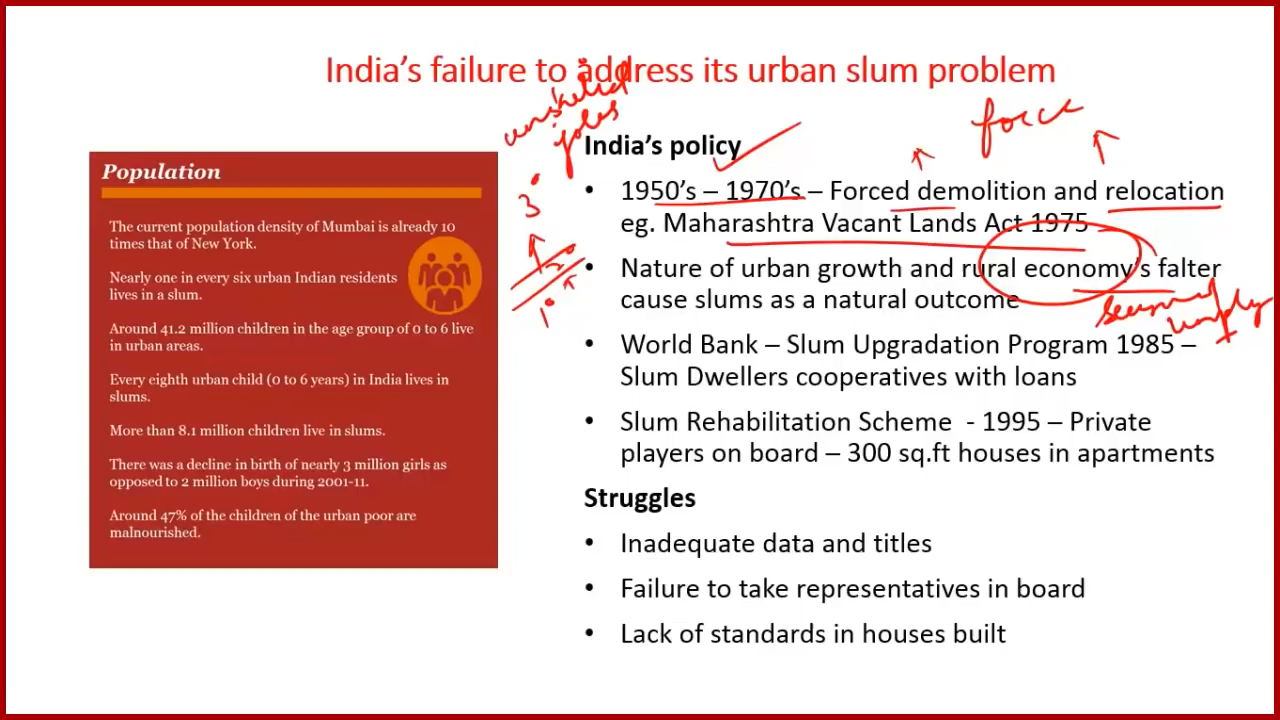 India's failure to address its urban slum problem
unskilled
jobs
force
Population
The current population density of Mumbai is already 10
times that of New York.
Nearly one in every six urban Indian residents
lives in a slum.
Around 41.2 million children in the age group of 0 to 6 live
in urban areas.
Every eighth urban child (0 to 6 years) in India lives in
slums.
More than 8.1 million children live in slums.
There was a decline in birth of nearly 3 million girls as
opposed to 2 million boys during 2001-11.
Around 47% of the children of the urban poor are
malnourished.
3°
1°
India's policy
• 1950's – 1970's – Forced demolition and relocation
eg. Maharashtra Vacant Lands Act 1975
• Nature of urban growth and rural economy's falter
cause slums as a natural outcome
• World Bank – Slum Upgradation Program 1985 –
Slum Dwellers cooperatives with loans
• Slum Rehabilitation Scheme - 1995 – Private
players on board – 300 sq.ft houses in apartments
Struggles
• Inadequate data and titles
• Failure to take representatives in board
• Lack of standards in houses built